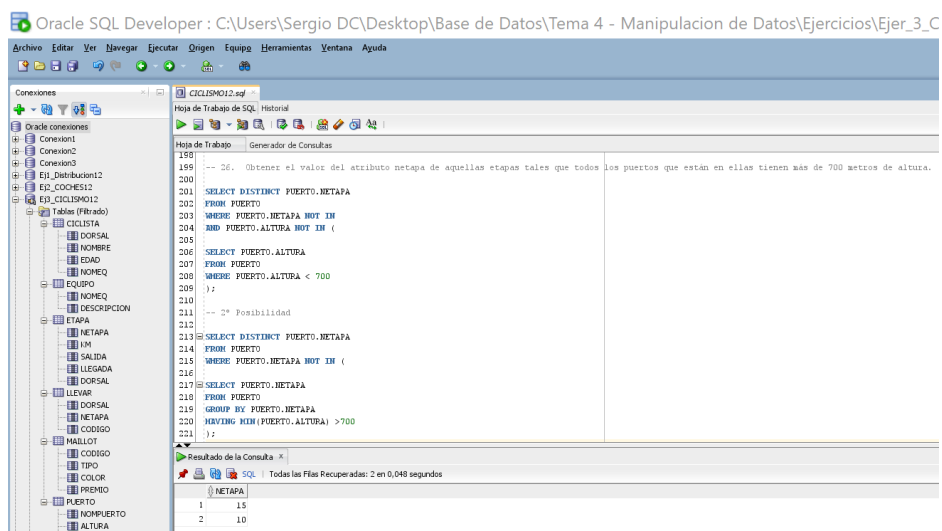 Oracle SQL Developer : C:\Users\Sergio DC\Desktop\Base de Datos\Tema 4 - Manipulacion de Datos\Ejercicios\Ejer_3_C
Archivo Editar Ver Navegar Ejecutar Origen Equipo Herramientas Ventana Ayuda
Conexiones
Oracle conexiones
Conexion1
Conexion2
Conexion3
Ej1_Distribucion12
Ej2_COCHES12
Ej3_CICLISMO12
Tablas (Filtrado)
CICLISTA
DORSAL
NOMBRE
EDAD
NOMEQ
EQUIPO
NOMEQ
DESCRIPCION
ETAPA
NETAPA
KM
SALIDA
LLEGADA
DORSAL
LLEVAR
DORSAL
NETAPA
CODIGO
MAILLOT
CODIGO
TIPO
COLOR
PREMIO
PUERTO
NOMPUERTO
ALTURA
CICLISMO12.sql
Hoja de Trabajo de SQL Historial
Hoja de Trabajo Generador de Consultas
198
199 -- 26. Obtener el valor del atributo netapa de aquellas etapas tales que todos los puertos que están en ellas tienen más de 700 metros de altura.
200
201 SELECT DISTINCT PUERTO.NETAPA
202 FROM PUERTO
203 WHERE PUERTO.NETAPA NOT IN
204 AND PUERTO.ALTURA NOT IN (
205
206 SELECT PUERTO.ALTURA
207 FROM PUERTO
208 WHERE PUERTO.ALTURA < 700
209 );
210
211 -- 2ª Posibilidad
212
213 SELECT DISTINCT PUERTO.NETAPA
214 FROM PUERTO
215 WHERE PUERTO.NETAPA NOT IN (
216
217 SELECT PUERTO.NETAPA
218 FROM PUERTO
219 GROUP BY PUERTO.NETAPA
220 HAVING MIN(PUERTO.ALTURA) >700
221 );
Resultado de la Consulta
SQL | Todas las Filas Recuperadas: 2 en 0,048 segundos
NETAPA
1 15
2 10